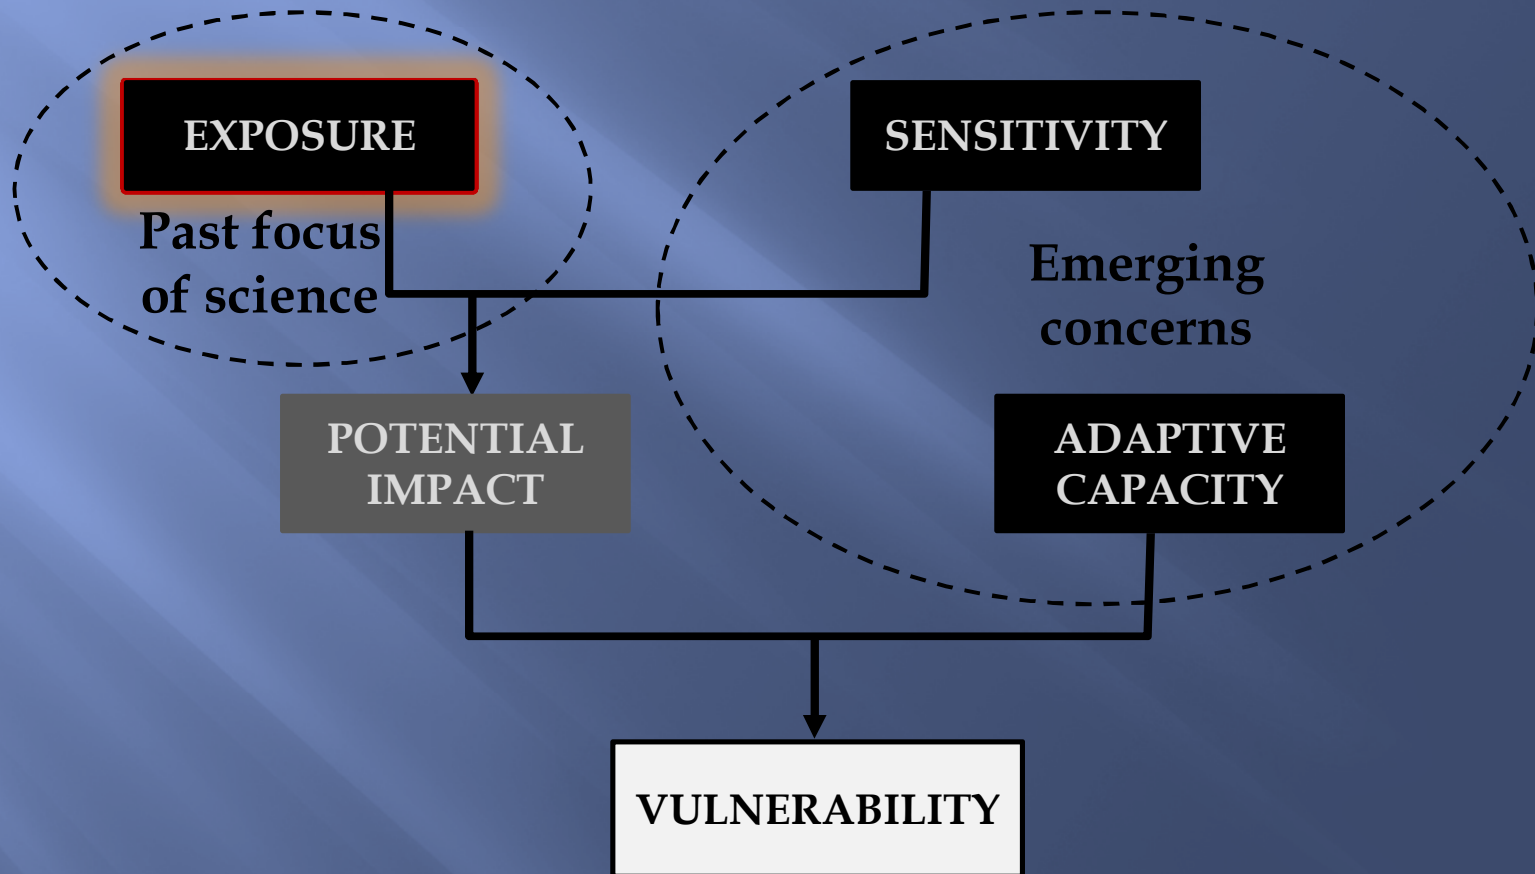 EXPOSURE
SENSITIVITY
Past focus
of science
Emerging
concerns
POTENTIAL
IMPACT
ADAPTIVE
CAPACITY
VULNERABILITY